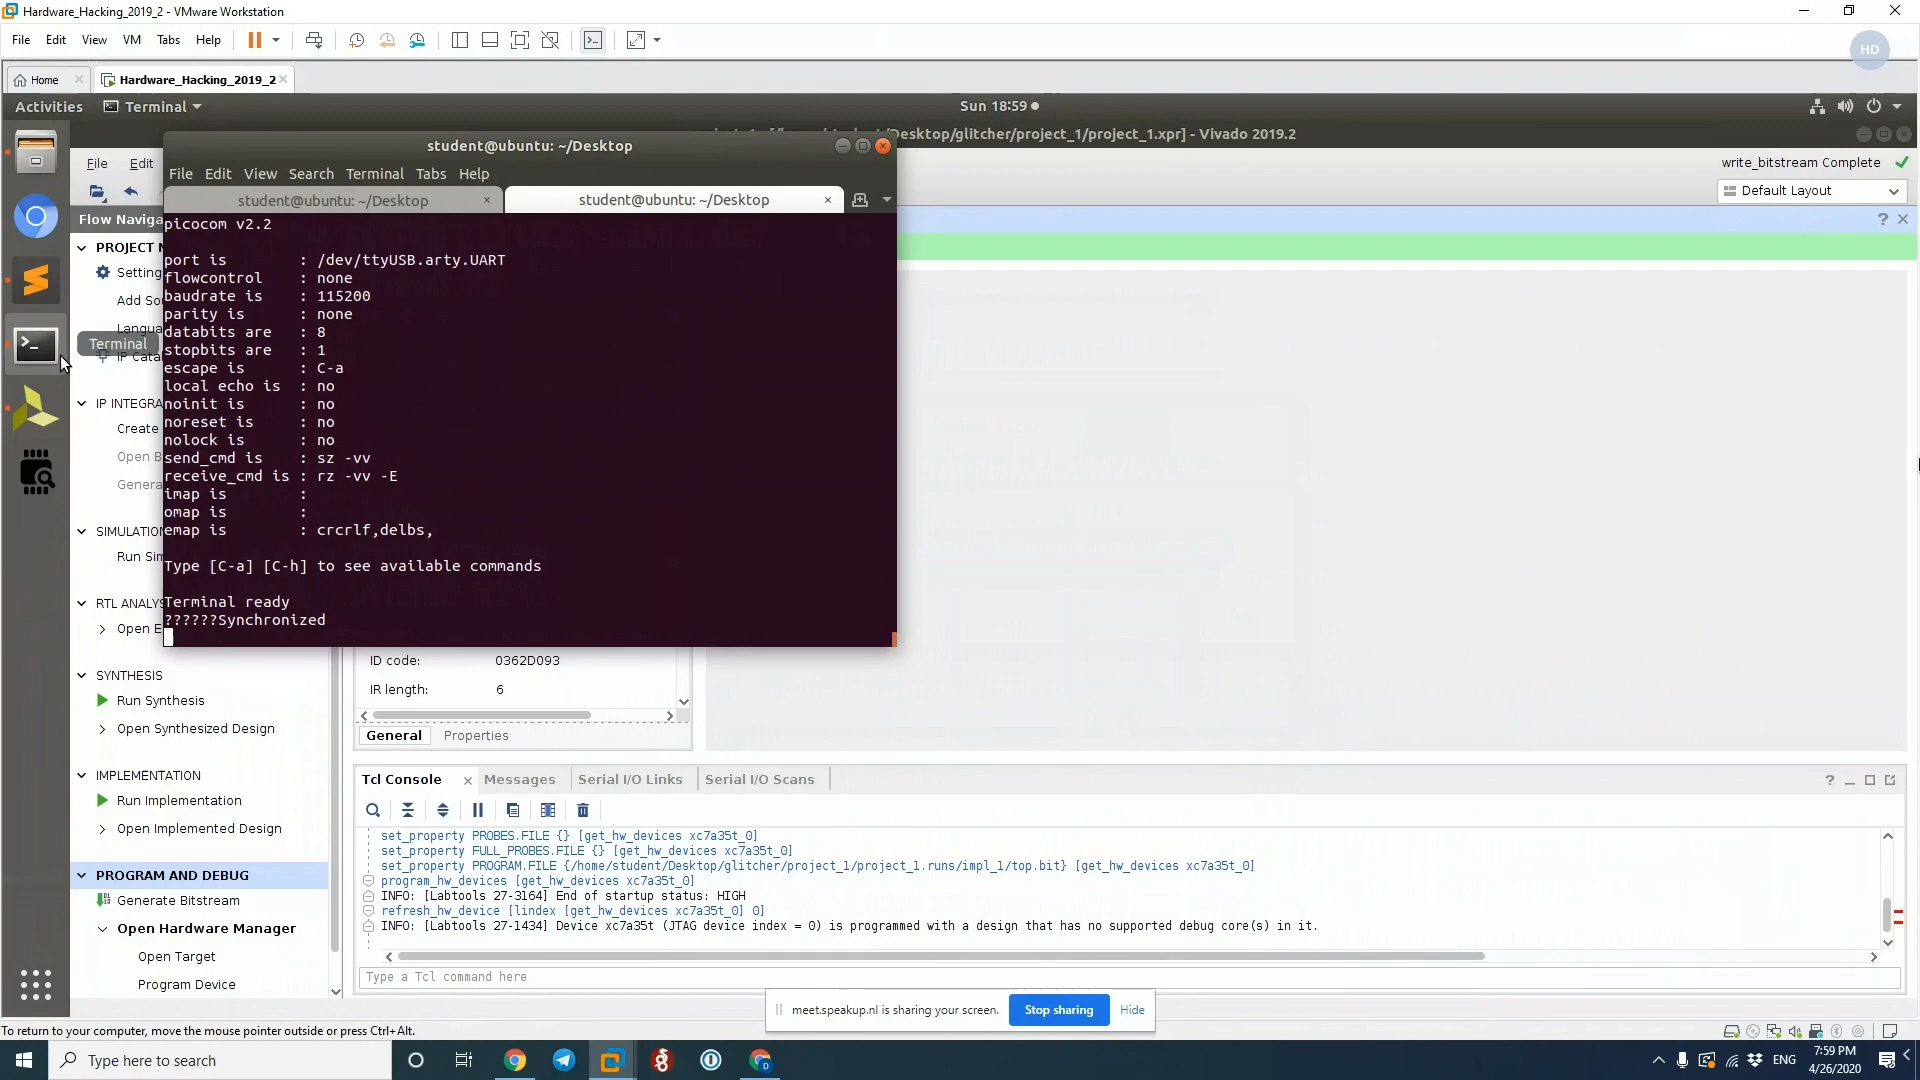 Hardware_Hacking_2019_2 - VMware Workstation
File Edit View VM Tabs Help
HD
Home
Hardware_Hacking_2019_2
Activities Terminal Sun 18:59
Desktop/glitcher/project_1/project_1.xpr] - Vivado 2019.2
student@ubuntu: ~/Desktop
File Edit
write_bitstream Complete
File Edit View Search Terminal Tabs Help
Default Layout
student@ubuntu: ~/Desktop
student@ubuntu: ~/Desktop
Flow Naviga
picocom v2.2
PROJECT M
port is : /dev/ttyUSB.arty.UART
Setting
flowcontrol : none
baudrate is : 115200
Add So
parity is : none
Langua
databits are : 8
Terminal
stopbits are : 1
IP Cata
escape is : C-a
local echo is : no
noinit is : no
IP INTEGRA
noreset is : no
Create
nolock is : no
send_cmd is : sz -vv
Open B
receive_cmd is : rz -vv -E
Genera
imap is :
omap is :
emap is : crcrlf,delbs,
SIMULATION
Run Sim
Type [C-a] [C-h] to see available commands
Terminal ready
RTL ANALYS
??????Synchronized
Open E
ID code: 0362D093
IR length: 6
General Properties
SYNTHESIS
Run Synthesis
Open Synthesized Design
IMPLEMENTATION
Run Implementation
Open Implemented Design
PROGRAM AND DEBUG
Generate Bitstream
Open Hardware Manager
Open Target
Program Device
Tcl Console Messages Serial I/O Links Serial I/O Scans
set_property PROBES.FILE {} [get_hw_devices xc7a35t_0]
set_property FULL_PROBES.FILE {} [get_hw_devices xc7a35t_0]
set_property PROGRAM.FILE {/home/student/Desktop/glitcher/project_1/project_1.runs/impl_1/top.bit} [get_hw_devices xc7a35t_0]
program_hw_devices [get_hw_devices xc7a35t_0]
INFO: [Labtools 27-3164] End of startup status: HIGH
refresh_hw_device [lindex [get_hw_devices xc7a35t_0] 0]
INFO: [Labtools 27-1434] Device xc7a35t (JTAG device index = 0) is programmed with a design that has no supported debug core(s) in it.
Type a Tcl command here
meet.speakup.nl is sharing your screen. Stop sharing Hide
To return to your computer, move the mouse pointer outside or press Ctrl+Alt.
Type here to search
ENG
7:59 PM
4/26/2020